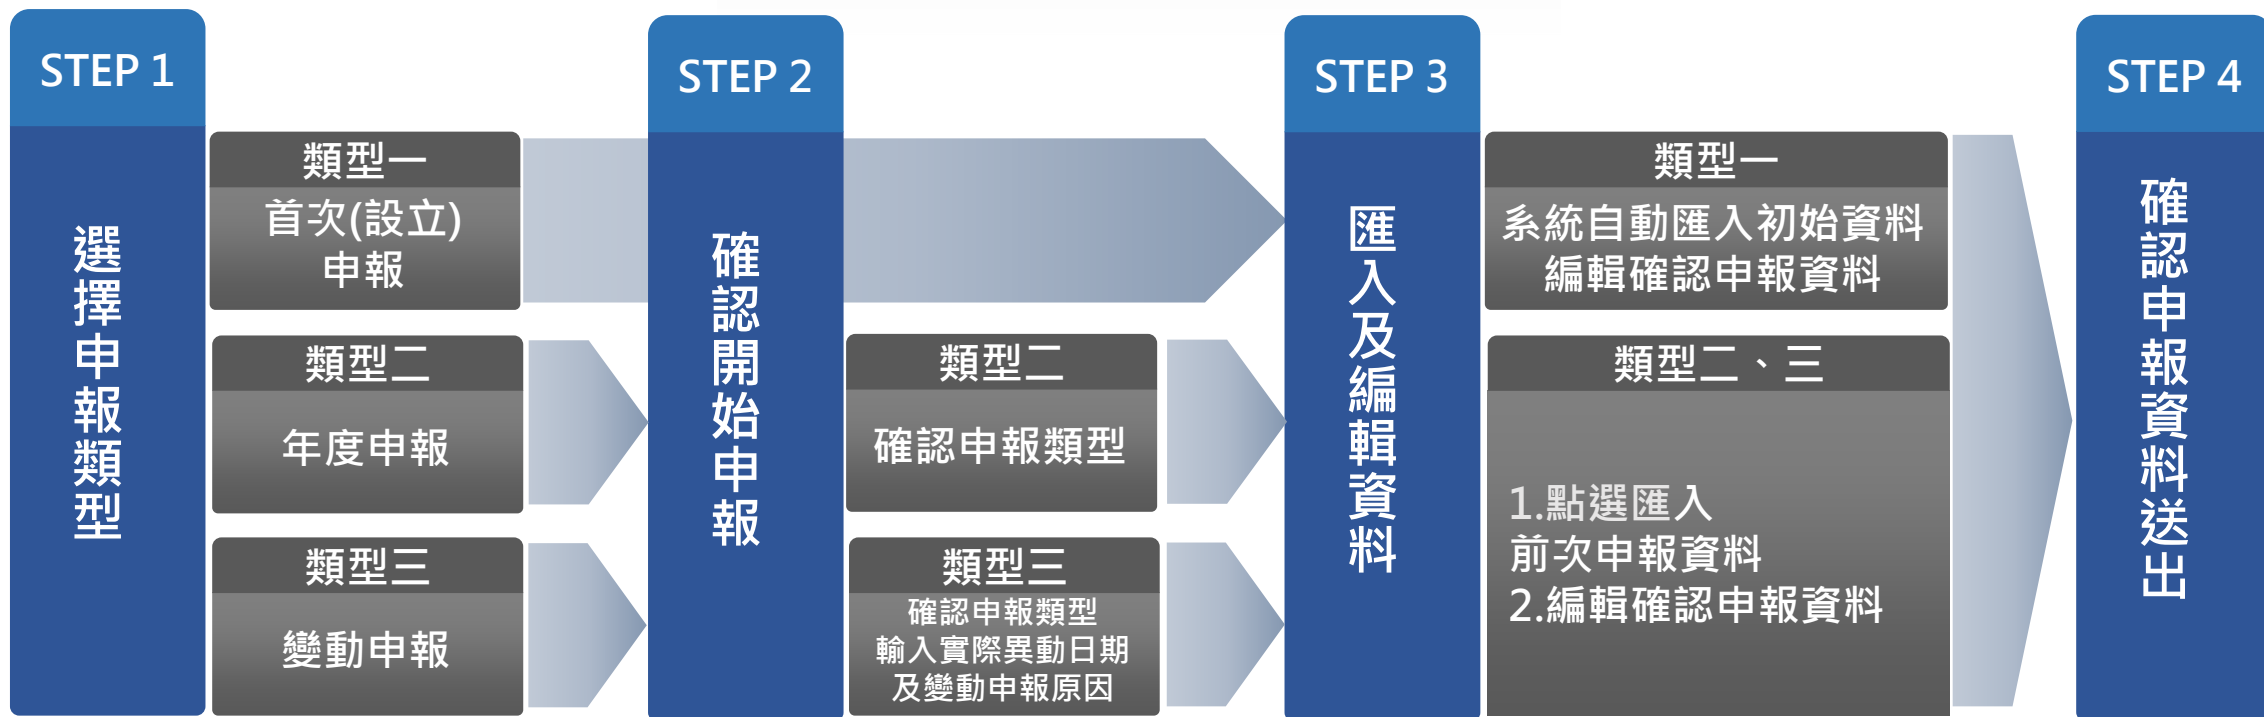 STEP 1
選擇申報類型
類型一
首次(設立)
申報
類型二
年度申報
類型三
變動申報
STEP 2
確認開始申報
類型二
確認申報類型
類型三
確認申報類型
輸入實際異動日期
及變動申報原因
STEP 3
匯入及編輯資料
類型一
系統自動匯入初始資料
編輯確認申報資料
類型二、三
1.點選匯入
前次申報資料
2.編輯確認申報資料
STEP 4
確認申報資料送出